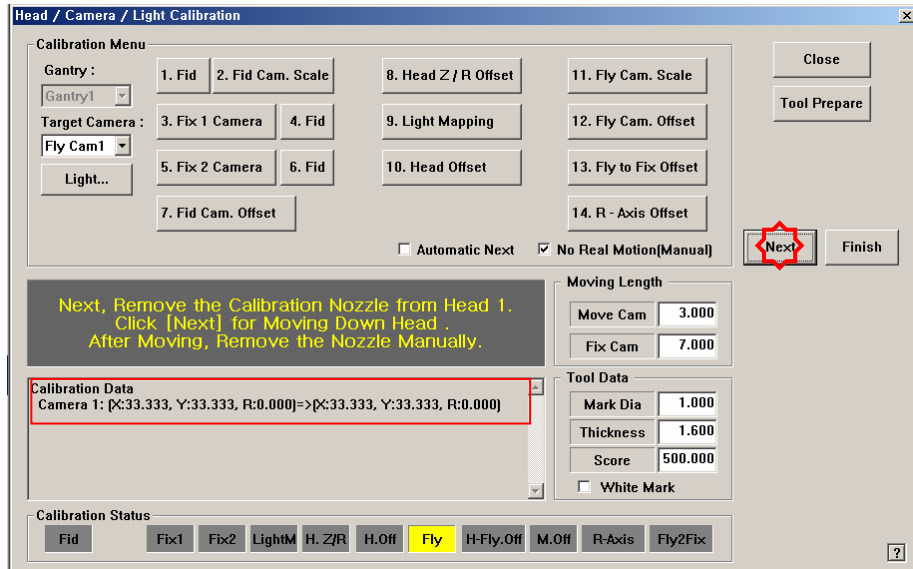 Head / Camera / Light Calibration
Calibration Menu
Gantry :
Gantry1
Target Camera :
Fly Cam1
Light...
1. Fid
2. Fid Cam. Scale
3. Fix 1 Camera
4. Fid
5. Fix 2 Camera
6. Fid
7. Fid Cam. Offset
8. Head Z / R Offset
9. Light Mapping
10. Head Offset
11. Fly Cam. Scale
12. Fly Cam. Offset
13. Fly to Fix Offset
14. R - Axis Offset
Automatic Next
No Real Motion(Manual)
Close
Tool Prepare
Next
Finish
Next, Remove the Calibration Nozzle from Head 1.
Click [Next] for Moving Down Head .
After Moving, Remove the Nozzle Manually.
Moving Length
Move Cam 3.000
Fix Cam 7.000
Calibration Data
Camera 1: (X:33.333, Y:33.333, R:0.000)=>(X:33.333, Y:33.333, R:0.000)
Tool Data
Mark Dia 1.000
Thickness 1.600
Score 500.000
White Mark
Calibration Status
Fid Fix1 Fix2 LightM H. Z/R H.Off Fly H-Fly.Off M.Off R-Axis Fly2Fix
?